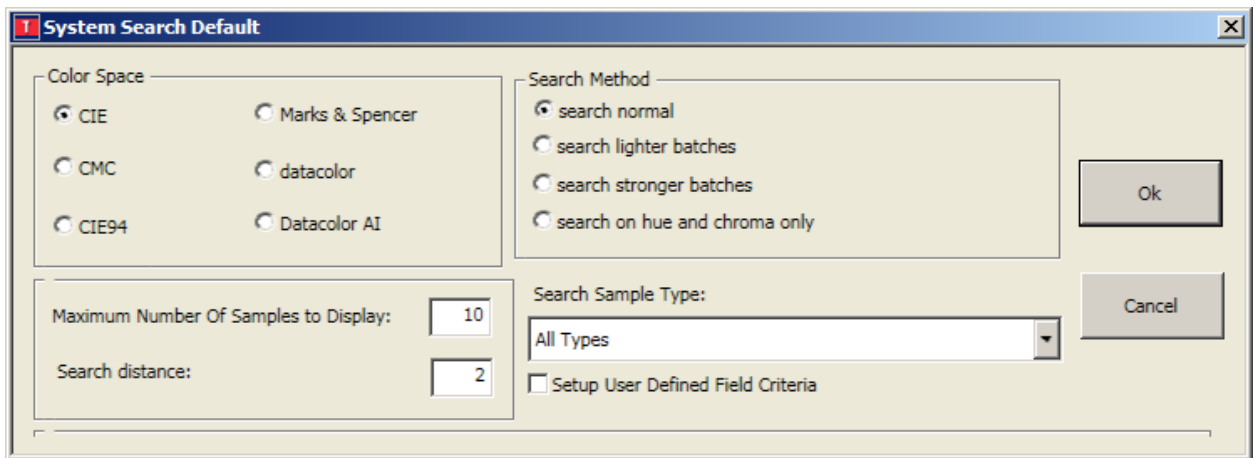 T System Search Default
Color Space
CIE
Marks & Spencer
CMC
datacolor
CIE94
Datacolor AI
Search Method
search normal
search lighter batches
search stronger batches
search on hue and chroma only
Ok
Cancel
Maximum Number Of Samples to Display: 10
Search distance: 2
Search Sample Type:
All Types
Setup User Defined Field Criteria